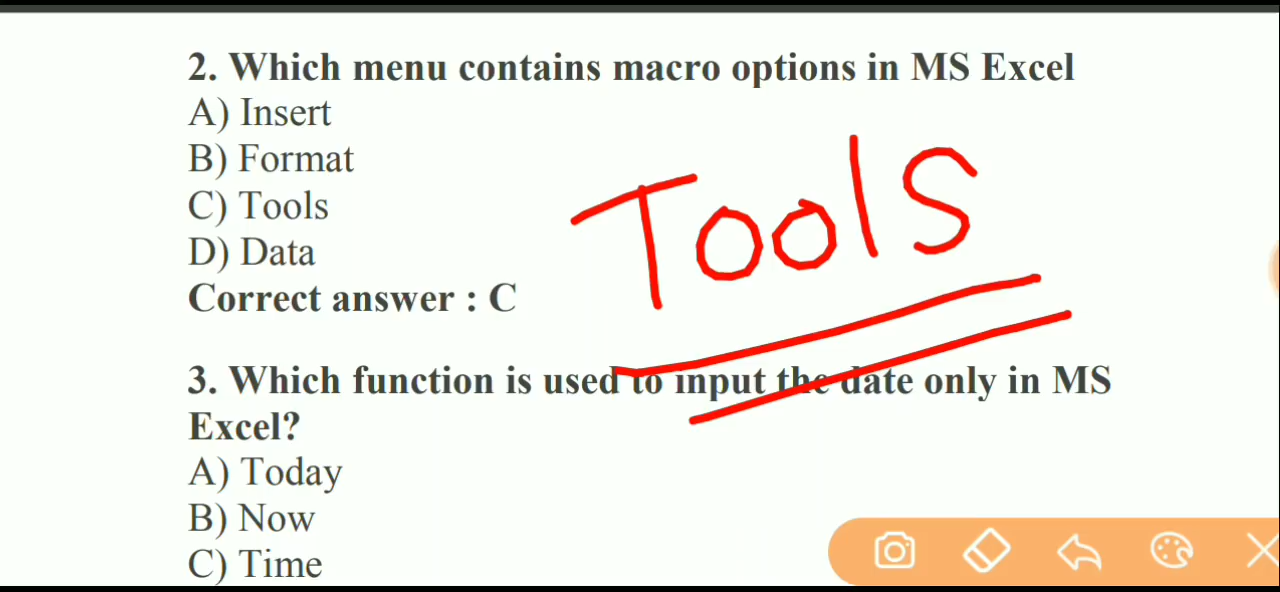 2. Which menu contains macro options in MS Excel
A) Insert
B) Format
C) Tools
D) Data
Correct answer : C
Tools
3. Which function is used to input the date only in MS
Excel?
A) Today
B) Now
C) Time